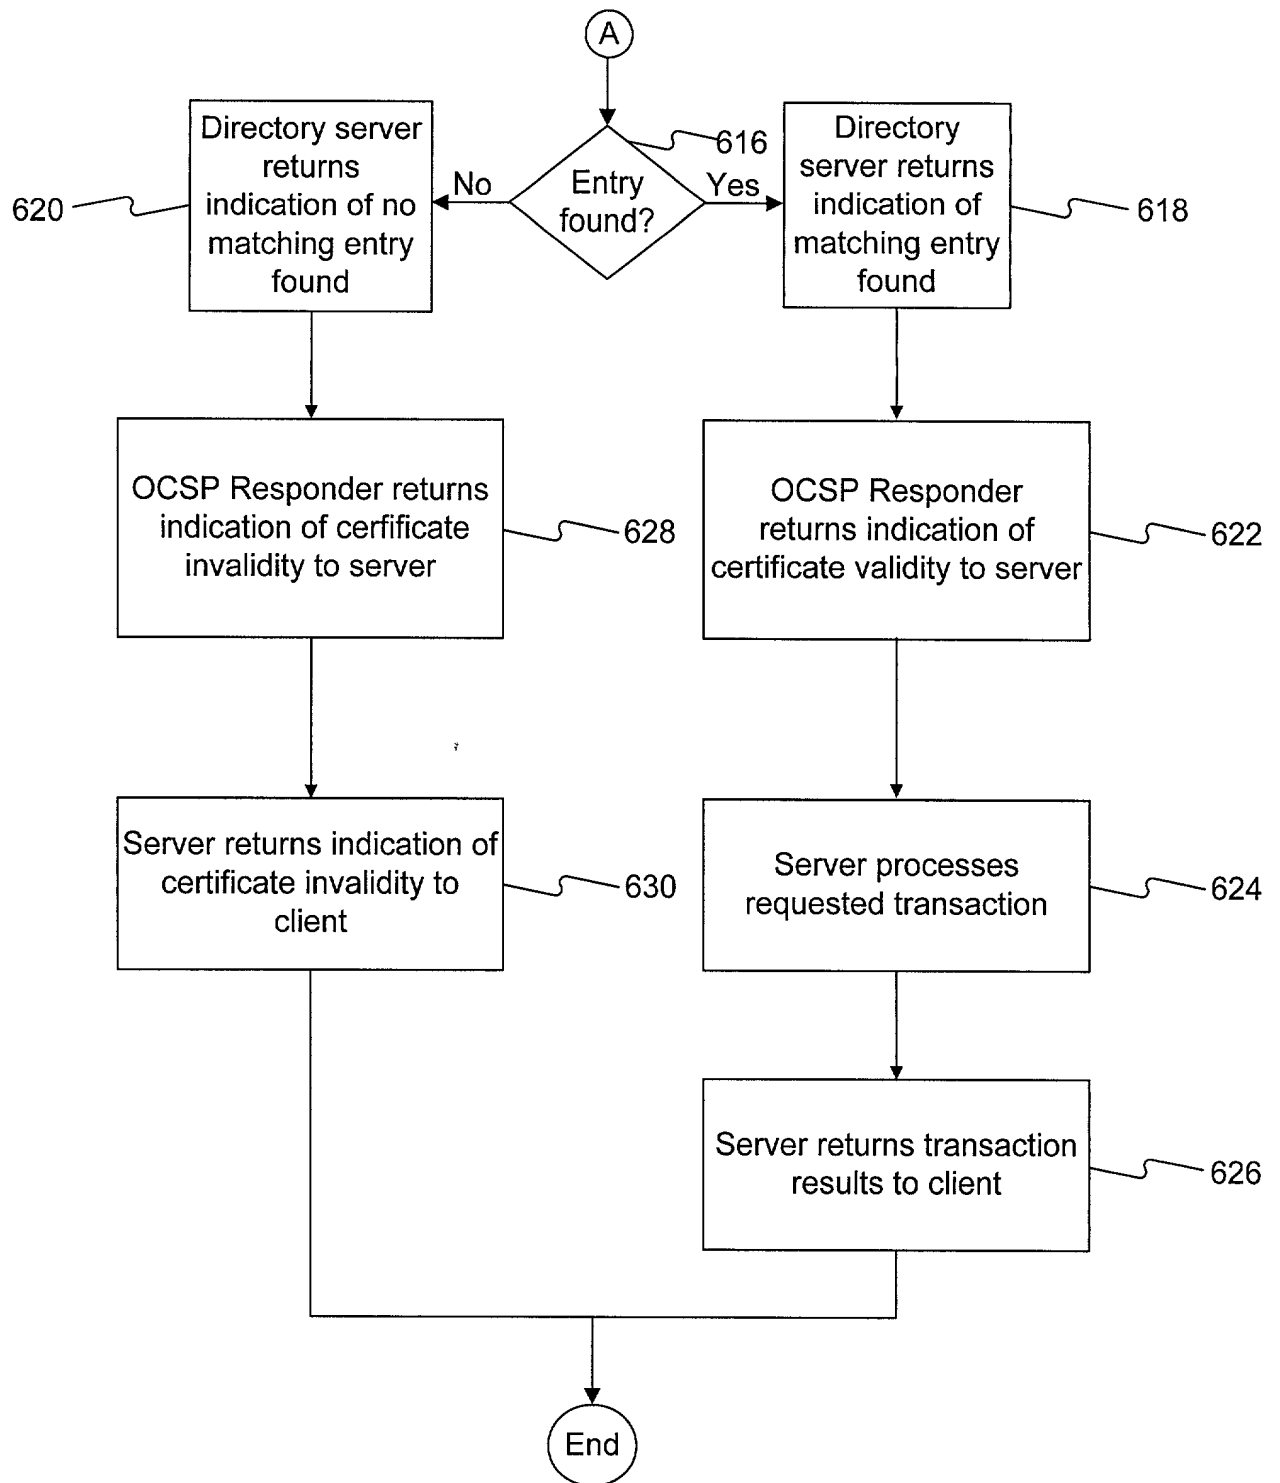 A
Directory server
returns
indication of no
matching entry
found
620
No
Entry
found?
616
Yes
Directory
server returns
indication of
matching entry
found
618
OCSP Responder returns
indication of cerfificate
invalidity to server
628
OCSP Responder
returns indication of
certificate validity to server
622
Server returns indication of
certificate invalidity to
client
630
Server processes
requested transaction
624
Server returns transaction
results to client
626
End